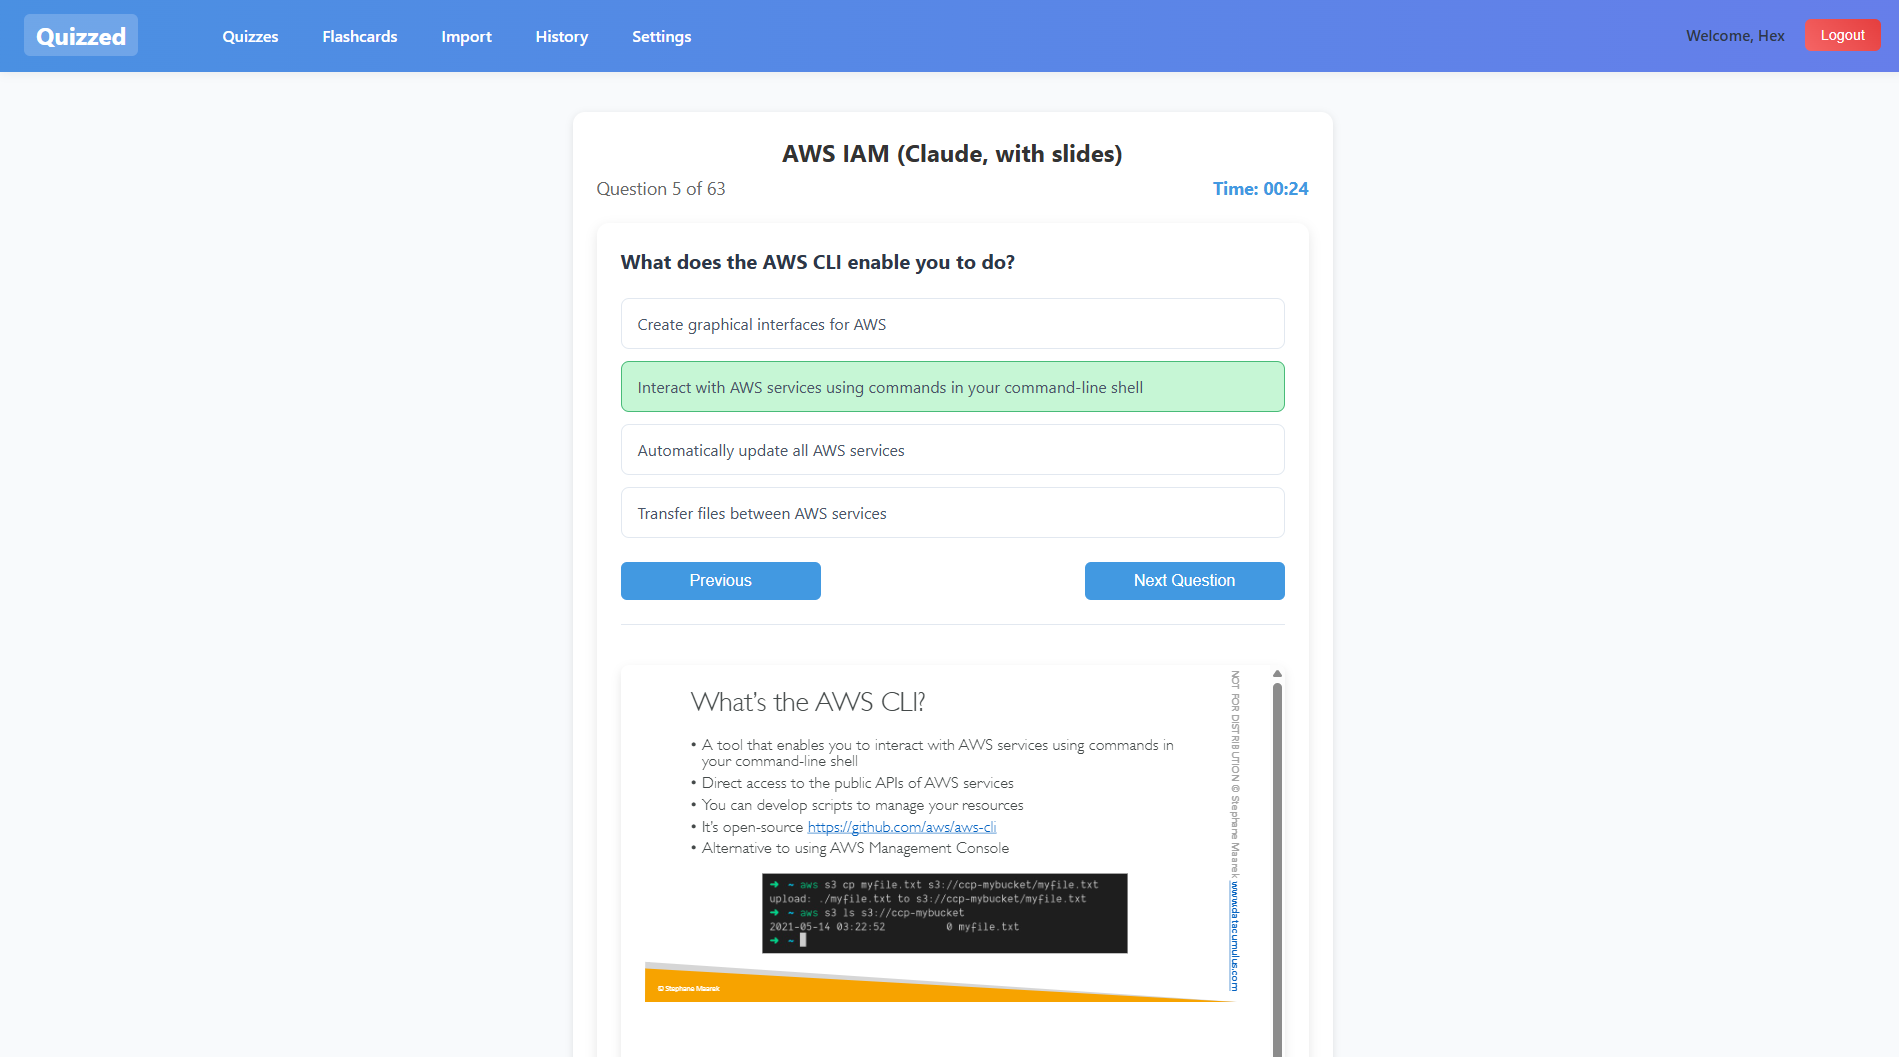 Quizzed
Quizzes
Flashcards
Import
History
Settings
Welcome, Hex
Logout
AWS IAM (Claude, with slides)
Question 5 of 63
Time: 00:24
What does the AWS CLI enable you to do?
Create graphical interfaces for AWS
Interact with AWS services using commands in your command-line shell
Automatically update all AWS services
Transfer files between AWS services
Previous
Next Question
What's the AWS CLI?
• A tool that enables you to interact with AWS services using commands in
your command-line shell
• Direct access to the public APIs of AWS services
• You can develop scripts to manage your resources
• It's open-source https://github.com/aws/aws-cli
• Alternative to using AWS Management Console
➜ ~ aws s3 cp myfile.txt s3://ccp-mybucket/myfile.txt
upload: ./myfile.txt to s3://ccp-mybucket/myfile.txt
➜ ~ aws s3 ls s3://ccp-mybucket
2021-05-14 03:22:52 0 myfile.txt
➜ ~
© Stephane Maarek
NOT FOR DISTRIBUTION © Stephane Maarek www.datacumulus.com